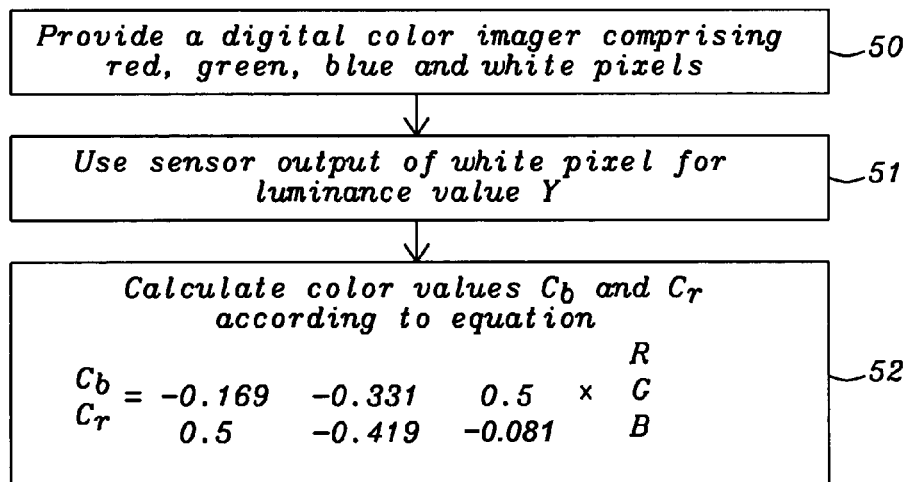 Provide a digital color imager comprising
red, green, blue and white pixels
50
Use sensor output of white pixel for
luminance value Y
51
Calculate color values Cb and Cr
according to equation
R
Cb = -0.169 -0.331 0.5 × G
Cr 0.5 -0.419 -0.081 B
52